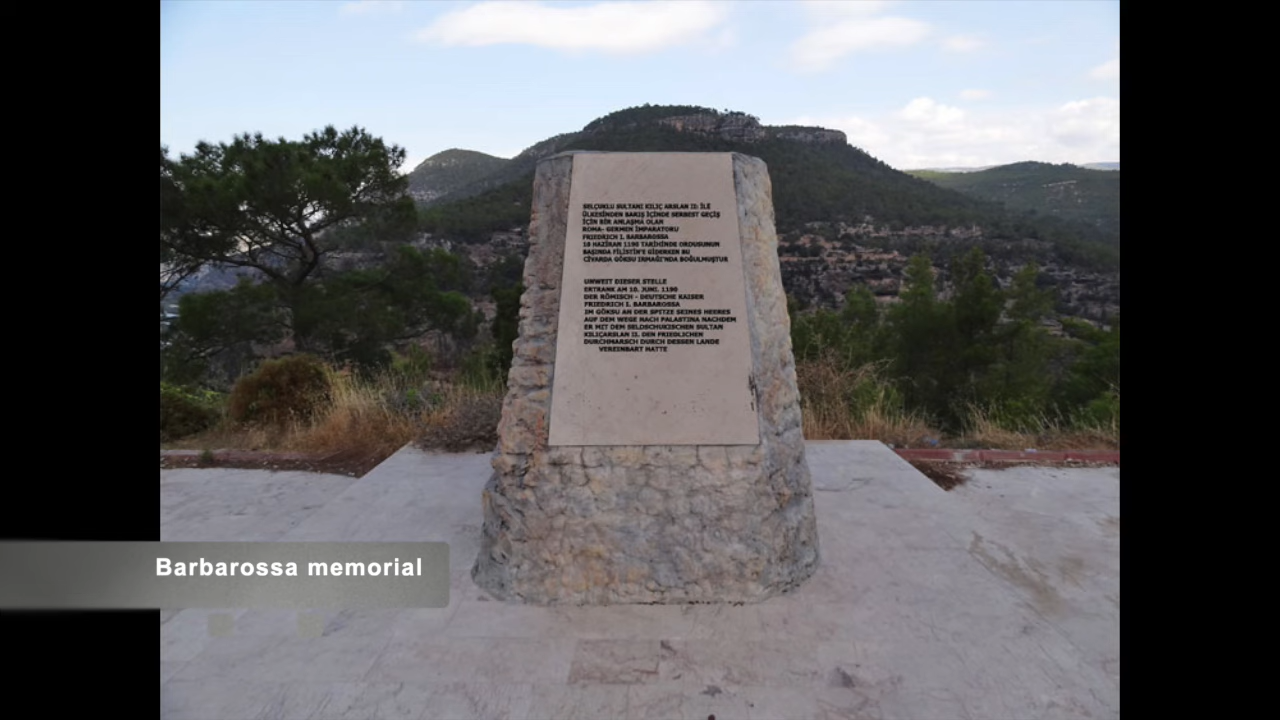 SELÇUKLU SULTANI KILIÇ ARSLAN II: İLE
ÜLKESİNDEN BARIŞ İÇİNDE SERBEST GEÇİŞ
İÇİN BİR ANLAŞMA OLAN
ROMA- GERMEN İMPARATORU
FRIEDRICH I. BARBAROSSA
10 HAZİRAN 1190 TARİHİNDE ORDUSUNUN
BAŞINDA FİLİSTİN'E GİDERKEN BU
CİVARDA GÖKSU IRMAĞI'NDA BOĞULMUŞTUR
UNWEIT DIESER STELLE
ERTRANK AM 10. JUNI. 1190
DER RÖMISCH - DEUTSCHE KAISER
FRIEDRICH I. BARBAROSSA
IM GÖKSU AN DER SPITZE SEINES HEERES
AUF DEM WEGE NACH PALASTINA NACHDEM
ER MIT DEM SELDSCHUKISCHEN SULTAN
KILIÇARSLAN II. DEN FRIEDLICHEN
DURCHMARSCH DURCH DESSEN LANDE
VEREINBART HATTE
Barbarossa memorial